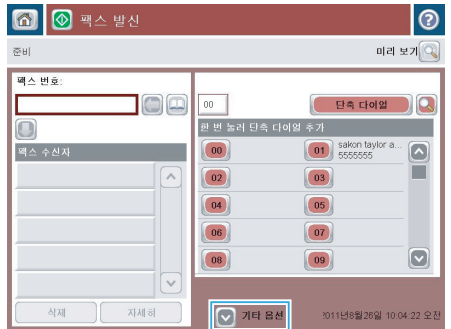 팩스 발신
준비
미리 보기
팩스 번호:
00
단축 다이얼
한 번 눌러 단축 다이얼 추가
팩스 수신자
00
01 sakon taylor a...
5555555
02
03
04
05
06
07
08
09
삭제
자세히
기타 옵션
2011년8월26일 10:04:22 오전